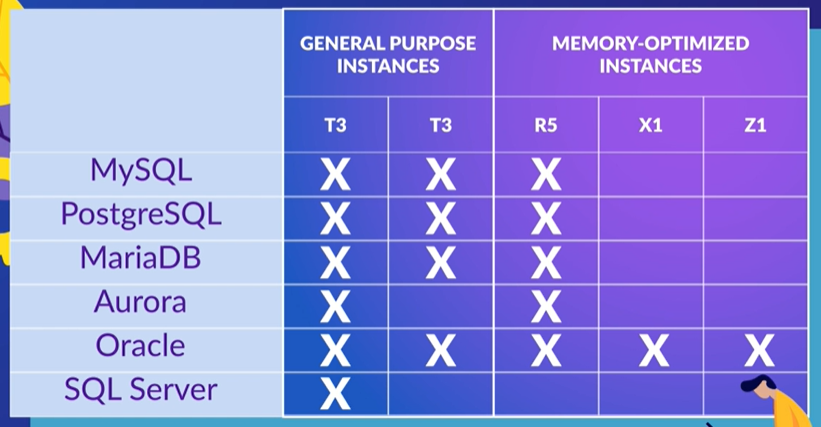 GENERAL PURPOSE
INSTANCES
MEMORY-OPTIMIZED
INSTANCES
T3 T3 R5 X1 Z1
MySQL X X X
PostgreSQL X X X
MariaDB X X X
Aurora X X
Oracle X X X X X
SQL Server X